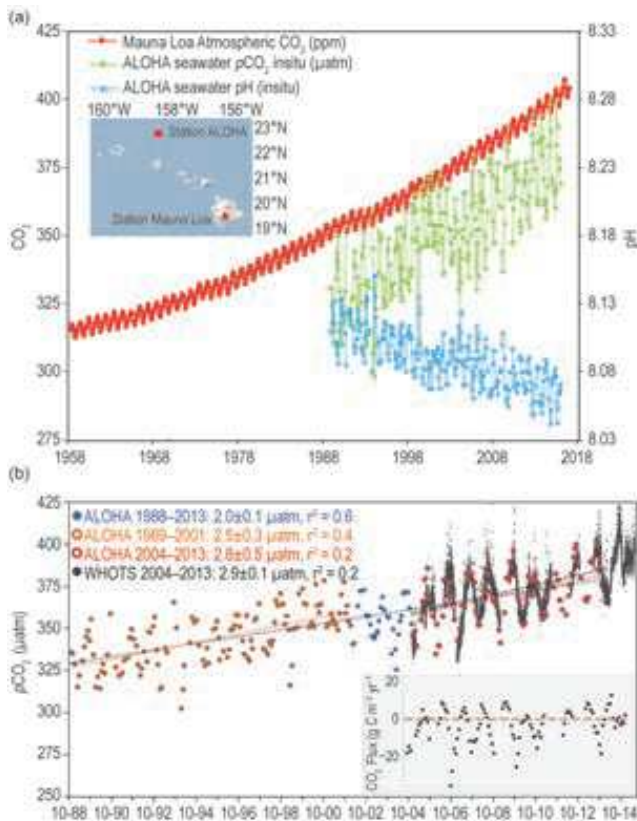 (a)
425
400
375
350
325
300
275
CO₂
8.33
8.28
8.23
8.18
8.13
8.08
8.03
pH
Mauna Loa Atmospheric CO₂ (ppm)
ALOHA seawater pCO₂ insitu (µatm)
ALOHA seawater pH (insitu)
160°W 158°W 156°W
Station ALOHA
23°N
22°N
21°N
20°N
19°N
Station Mauna Loa
1958 1968 1978 1988 1998 2008 2018
(b)
425
400
375
350
325
300
275
250
pCO₂ (µatm)
ALOHA 1988–2013: 2.0±0.1 µatm, r² = 0.6
ALOHA 1989–2001: 2.5±0.3 µatm, r² = 0.4
ALOHA 2004–2013: 2.8±0.5 µatm, r² = 0.2
WHOTS 2004–2013: 2.9±0.1 µatm, r² = 0.2
CO₂ Flux (g C m⁻² yr⁻¹)
20
0
−20
10-88 10-90 10-92 10-94 10-96 10-98 10-00 10-02 10-04 10-06 10-08 10-10 10-12 10-14